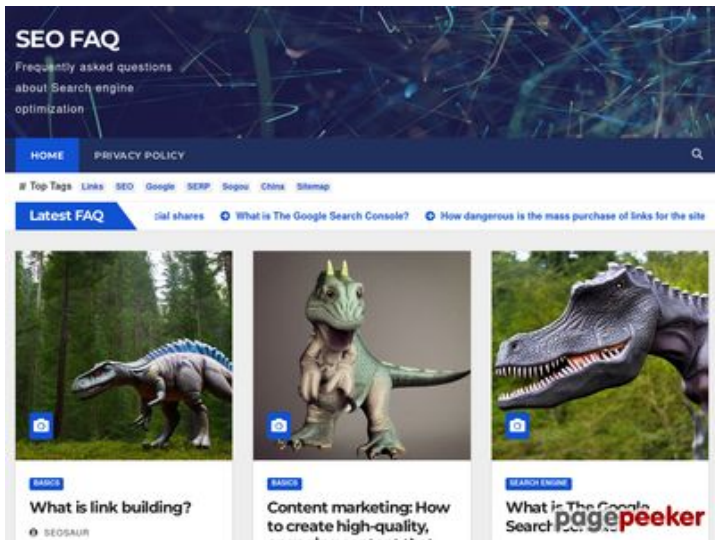 SEO FAQ
Frequently asked questions
about Search engine
optimization
HOME PRIVACY POLICY
# Top Tags Links SEO Google SERP Sogou China Sitemap
Latest FAQ cial shares What is The Google Search Console? How dangerous is the mass purchase of links for the site
BASICS
What is link building?
SEOSAUR
BASICS
Content marketing: How
to create high-quality,
SEARCH ENGINE
What is The Google
Search
pagepeeker